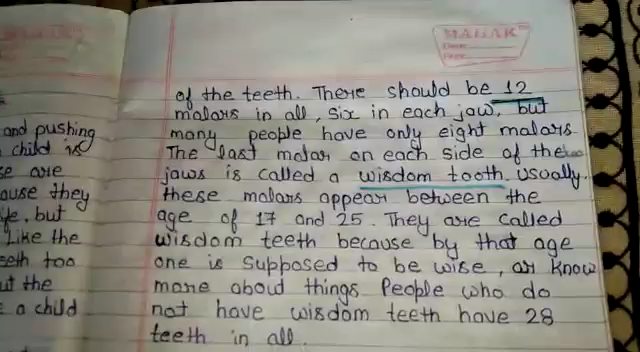 MAHAK
Date
Page
of the teeth. There should be 12
molars in all, six in each jaw, but
many people have only eight molars.
The last molar on each side of the
jaws is called a wisdom tooth. Usually.
these molars appear between the
age of 17 and 25. They are called
wisdom teeth because by that age
one is supposed to be wise, or know
more about things. People who do
not have wisdom teeth have 28
teeth in all.
and pushing
child is
se are
ause they
fe, but
Like the
eeth too
ut the
a child